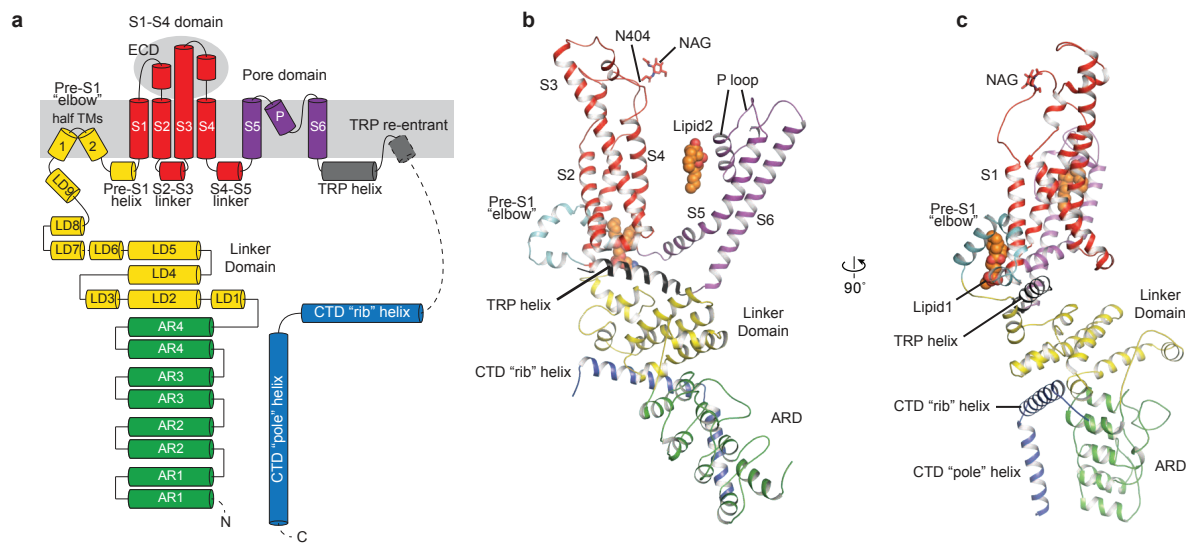 a
S1-S4 domain
ECD
Pore domain
Pre-S1
"elbow"
half TMs
TRP re-entrant
1
2
S1
S2
S3
S4
S5
P
S6
LD9
Pre-S1
helix
S2-S3
linker
S4-S5
linker
TRP helix
LD8
LD7
LD6
LD5
Linker
Domain
LD4
LD3
LD2
LD1
AR4
AR4
AR3
AR3
AR2
AR2
AR1
AR1
N
CTD "rib" helix
CTD "pole" helix
C
b
N404
NAG
S3
P loop
Lipid2
S4
S2
Pre-S1
"elbow"
S5
S6
TRP helix
Linker
Domain
CTD "rib" helix
ARD
90°
c
NAG
S1
Pre-S1
"elbow"
Lipid1
TRP helix
Linker
Domain
CTD "rib" helix
CTD "pole" helix
ARD